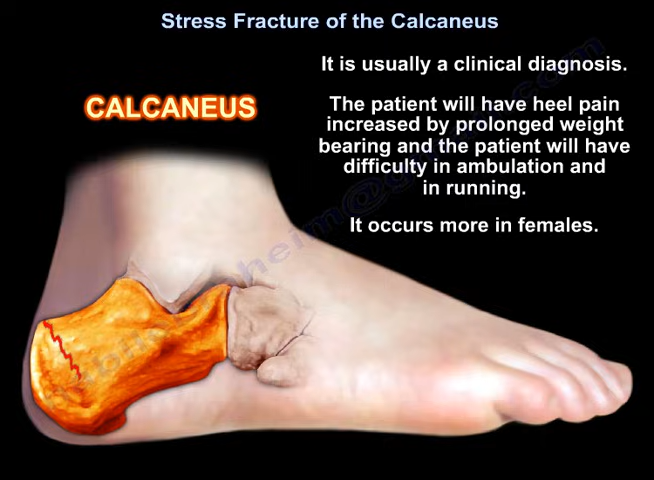 Stress Fracture of the Calcaneus
It is usually a clinical diagnosis.
CALCANEUS
The patient will have heel pain
increased by prolonged weight
bearing and the patient will have
difficulty in ambulation and
in running.
It occurs more in females.